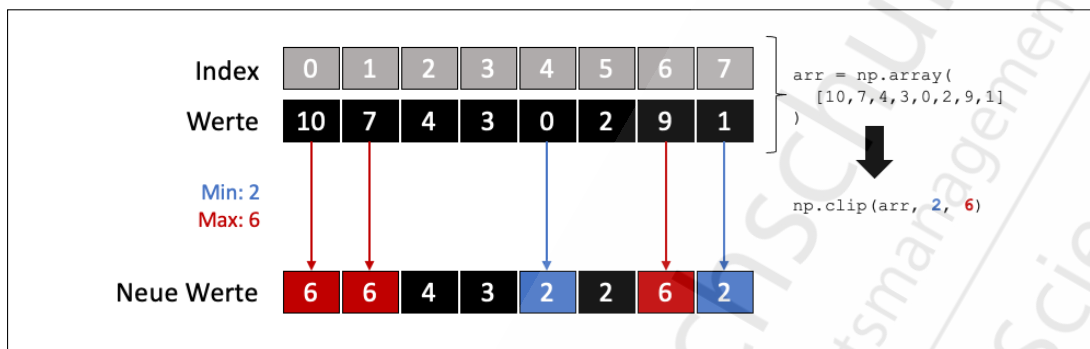 Index 0 1 2 3 4 5 6 7
Werte 10 7 4 3 0 2 9 1
arr = np.array(
[10,7,4,3,0,2,9,1]
)
Min: 2
Max: 6
np.clip(arr, 2, 6)
Neue Werte 6 6 4 3 2 2 6 2